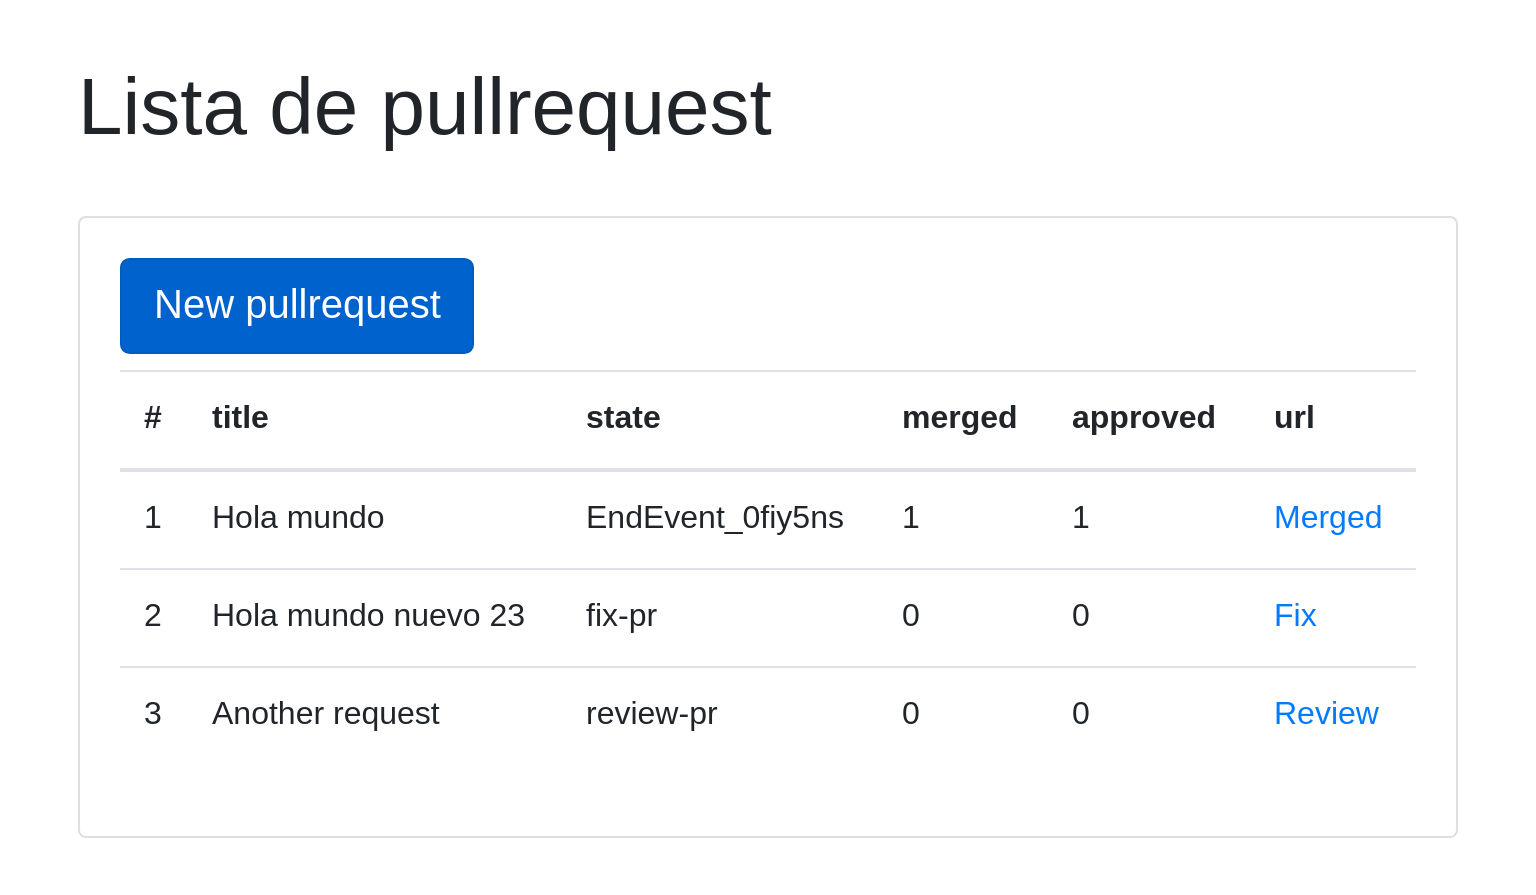 Lista de pullrequest
New pullrequest
# title state merged approved url
1 Hola mundo EndEvent_0fiy5ns 1 1 Merged
2 Hola mundo nuevo 23 fix-pr 0 0 Fix
3 Another request review-pr 0 0 Review